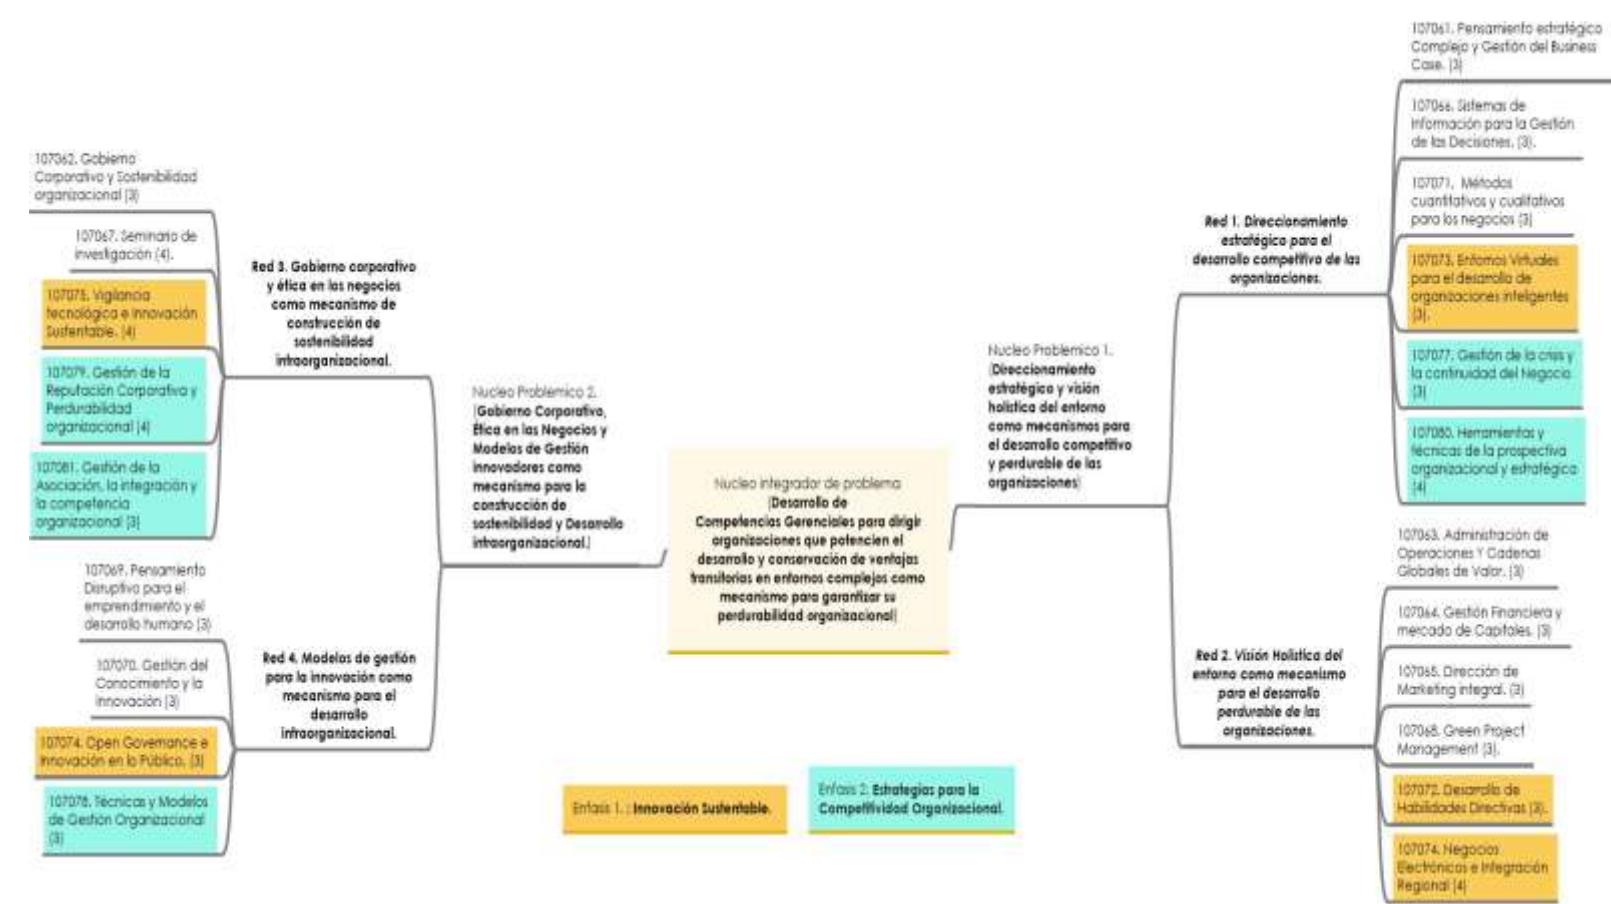 107062. Gobierno
Corporativo y Sostenibilidad
organizacional (3)
107067. Seminario de
investigación (4).
107075. Vigilancia
tecnológica e Innovación
Sustentable. (4)
107079. Gestión de la
Reputación Corporativa y
Perdurabilidad
organizacional (4)
107081. Gestión de la
Asociación, la integración y
la competencia
organizacional (3)
Red 3. Gobierno corporativo
y ética en los negocios
como mecanismo de
construcción de
sostenibilidad
intraorganizacional.
107069. Pensamiento
Disruptivo para el
emprendimiento y el
desarrollo humano (3)
107070. Gestión del
Conocimiento y la
Innovación (3)
107074. Open Governance e
Innovación en lo Público. (3)
107078. Técnicas y Modelos
de Gestión Organizacional
(3)
Red 4. Modelos de gestión
para la innovación como
mecanismo para el
desarrollo
intraorganizacional.
Nucleo Problemico 2.
(Gobierno Corporativo,
Ética en los Negocios y
Modelos de Gestión
innovadores como
mecanismo para la
construcción de
sostenibilidad y Desarrollo
intraorganizacional.)
Nucleo integrador de problema
(Desarrollo de
Competencias Gerenciales para dirigir
organizaciones que potencien el
desarrollo y conservación de ventajas
transitorias en entornos complejos como
mecanismo para garantizar su
perdurabilidad organizacional)
Nucleo Problemico 1.
(Direccionamiento
estratégico y visión
holística del entorno
como mecanismos para
el desarrollo competitivo
y perdurable de las
organizaciones)
Red 1. Direccionamiento
estratégico para el
desarrollo competitivo de las
organizaciones.
107061. Pensamiento estratégico
Complejo y Gestión del Business
Case. (3)
107066. Sistemas de
Información para la Gestión
de las Decisiones. (3).
107071. Métodos
cuantitativos y cualitativos
para los negocios (3)
107073. Entornos Virtuales
para el desarrollo de
organizaciones inteligentes
(3).
107077. Gestión de la crisis y
la continuidad del Negocio
(3)
107080. Herramientas y
técnicas de la prospectiva
organizacional y estratégica
(4)
Red 2. Visión Holística del
entorno como mecanismo
para el desarrollo
perdurable de las
organizaciones.
107063. Administración de
Operaciones Y Cadenas
Globales de Valor. (3)
107064. Gestión Financiera y
mercado de Capitales. (3)
107065. Dirección de
Marketing integral. (3)
107068. Green Project
Management (3).
107072. Desarrollo de
Habilidades Directivas (3).
107074. Negocios
Electrónicos e Integración
Regional (4)
Enfasis 1. : Innovación Sustentable.
Enfasis 2. Estrategias para la
Competitividad Organizacional.